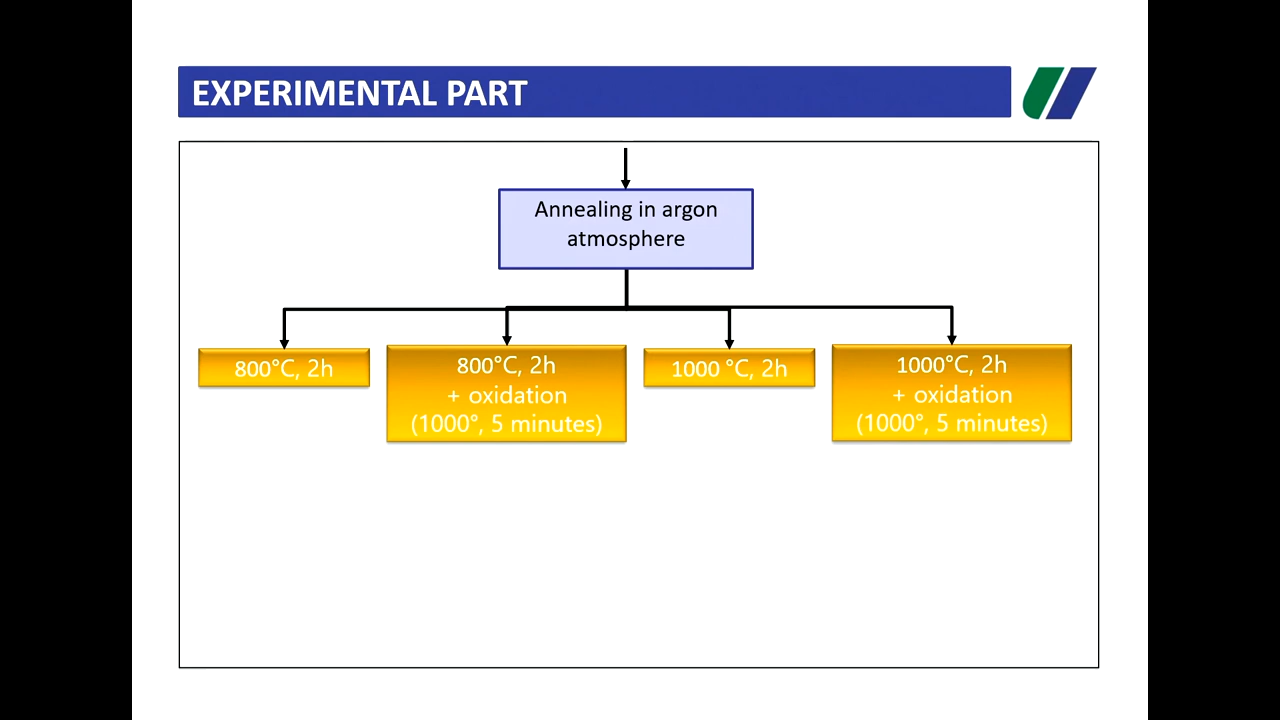 EXPERIMENTAL PART
Annealing in argon
atmosphere
800°C, 2h
800°C, 2h
+ oxidation
(1000°, 5 minutes)
1000 °C, 2h
1000°C, 2h
+ oxidation
(1000°, 5 minutes)